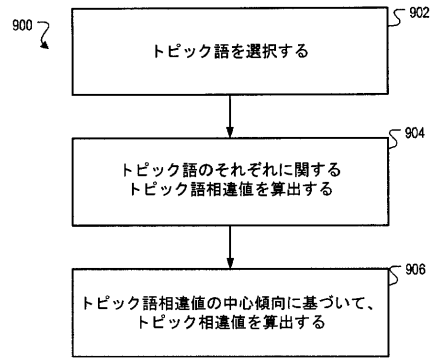 900
902
トピック語を選択する
904
トピック語のそれぞれに関する
トピック語相違値を算出する
906
トピック語相違値の中心傾向に基づいて、
トピック相違値を算出する